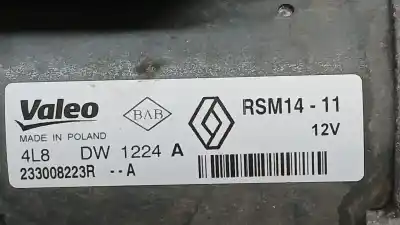 Valeo
BAB
RSM14 - 11
MADE IN POLAND
12V
4L8 DW 1224 A
233008223R --A